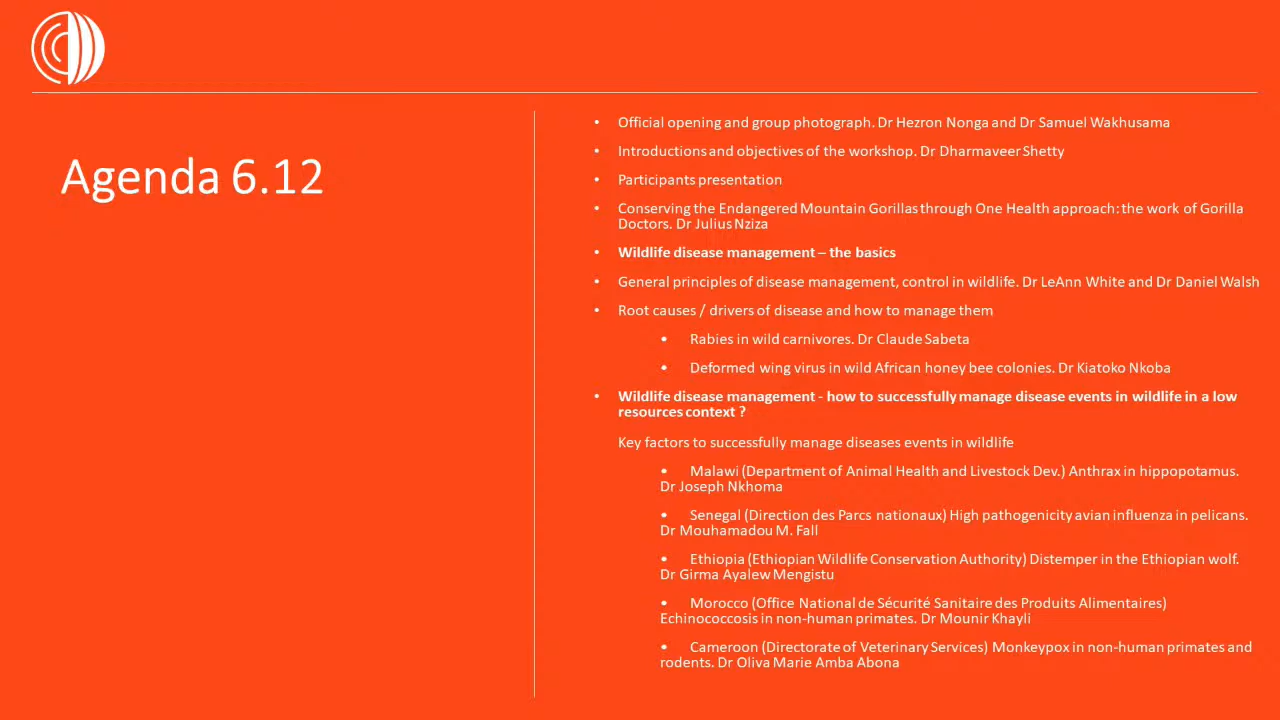 Agenda 6.12
• Official opening and group photograph. Dr Hezron Nonga and Dr Samuel Wakhusama
• Introductions and objectives of the workshop. Dr Dharmaveer Shetty
• Participants presentation
• Conserving the Endangered Mountain Gorillas through One Health approach: the work of Gorilla
Doctors. Dr Julius Nziza
• Wildlife disease management – the basics
• General principles of disease management, control in wildlife. Dr LeAnn White and Dr Daniel Walsh
• Root causes / drivers of disease and how to manage them
• Rabies in wild carnivores. Dr Claude Sabeta
• Deformed wing virus in wild African honey bee colonies. Dr Kiatoko Nkoba
• Wildlife disease management - how to successfully manage disease events in wildlife in a low
resources context ?
Key factors to successfully manage diseases events in wildlife
• Malawi (Department of Animal Health and Livestock Dev.) Anthrax in hippopotamus.
Dr Joseph Nkhoma
• Senegal (Direction des Parcs nationaux) High pathogenicity avian influenza in pelicans.
Dr Mouhamadou M. Fall
• Ethiopia (Ethiopian Wildlife Conservation Authority) Distemper in the Ethiopian wolf.
Dr Girma Ayalew Mengistu
• Morocco (Office National de Sécurité Sanitaire des Produits Alimentaires)
Echinococcosis in non-human primates. Dr Mounir Khayli
• Cameroon (Directorate of Veterinary Services) Monkeypox in non-human primates and
rodents. Dr Oliva Marie Amba Abona